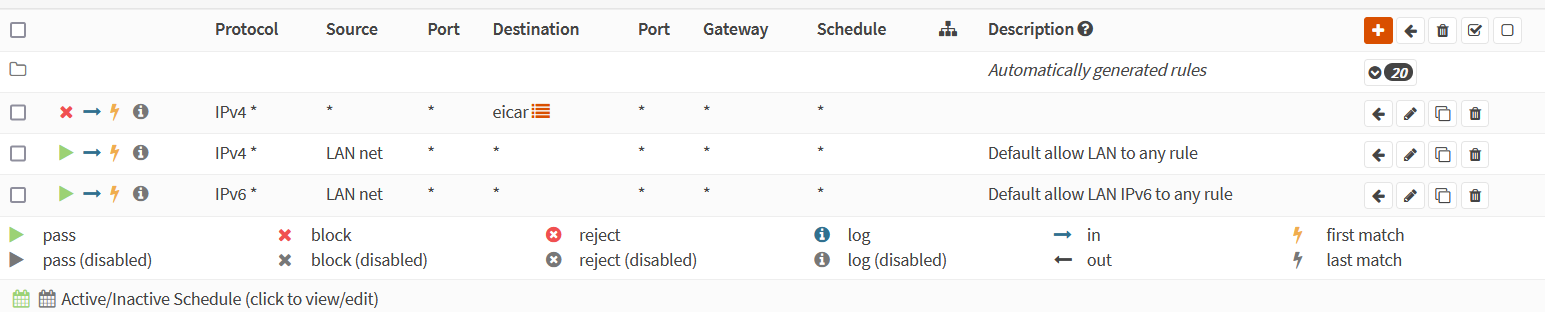 Protocol Source Port Destination Port Gateway Schedule Description
Automatically generated rules 20
IPv4 * * * eicar * * *
IPv4 * LAN net * * * * * Default allow LAN to any rule
IPv6 * LAN net * * * * * Default allow LAN IPv6 to any rule
pass block reject log in first match
pass (disabled) block (disabled) reject (disabled) log (disabled) out last match
Active/Inactive Schedule (click to view/edit)